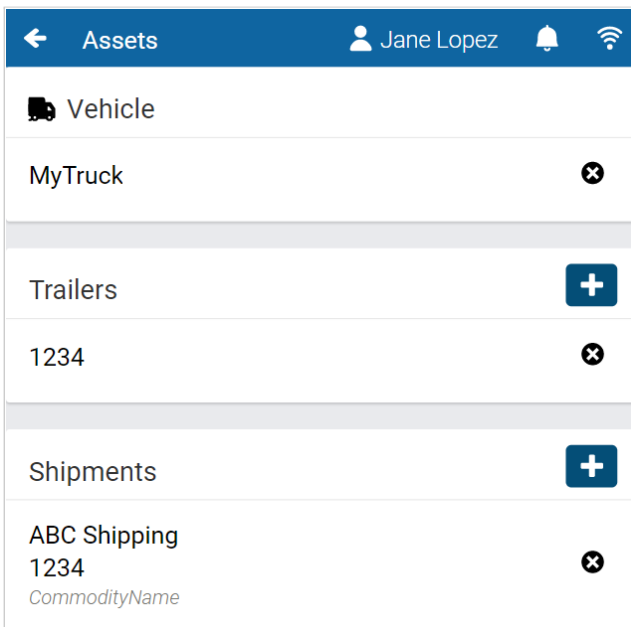 Assets Jane Lopez
Vehicle
MyTruck
Trailers
1234
Shipments
ABC Shipping
1234
CommodityName